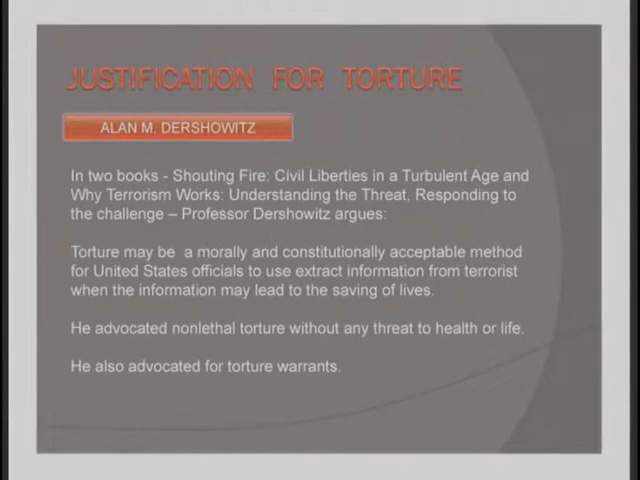 JUSTIFICATION FOR TORTURE
ALAN M. DERSHOWITZ
In two books - Shouting Fire: Civil Liberties in a Turbulent Age and
Why Terrorism Works: Understanding the Threat, Responding to
the challenge – Professor Dershowitz argues:
Torture may be a morally and constitutionally acceptable method
for United States officials to use extract information from terrorist
when the information may lead to the saving of lives.
He advocated nonlethal torture without any threat to health or life.
He also advocated for torture warrants.